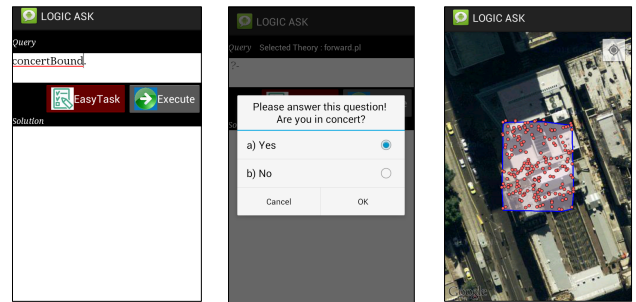 LOGIC ASK
Query
concertBound.
EasyTask
Execute
Solution
LOGIC ASK
Query Selected Theory : forward.pl
?-
Please answer this question!
Are you in concert?
a) Yes
b) No
Cancel OK
LOGIC ASK
Google